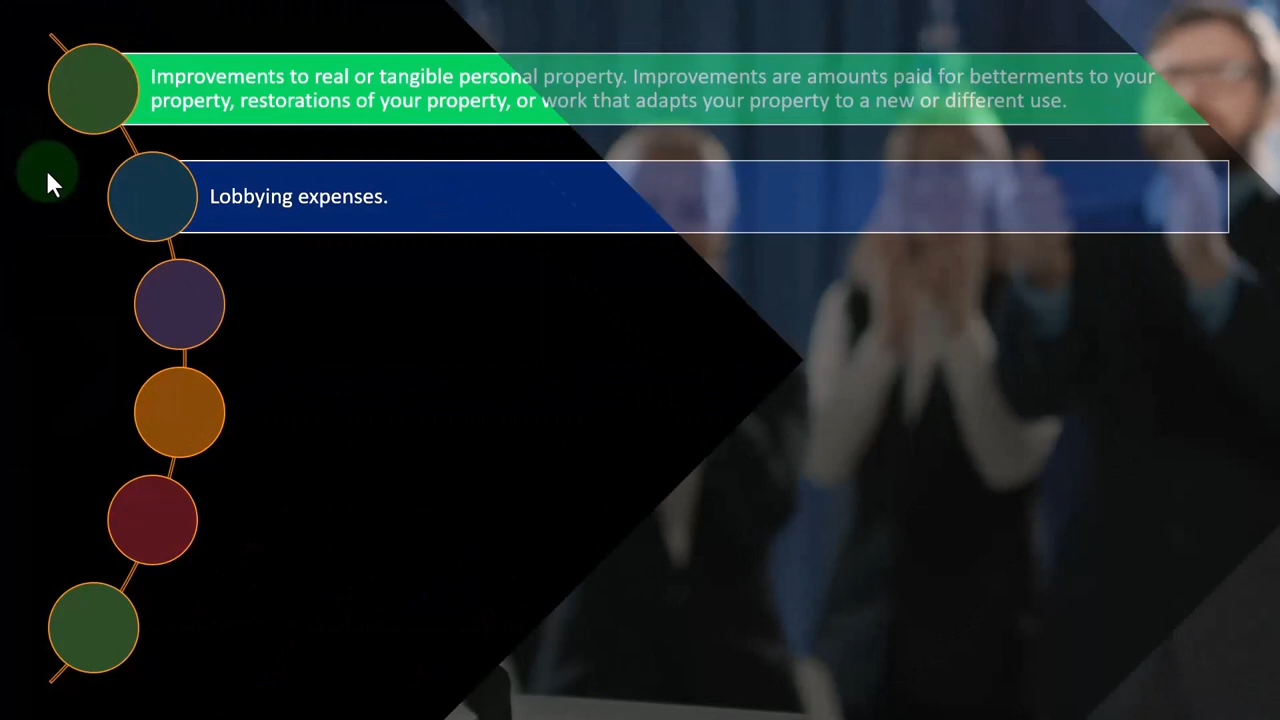 Improvements to real or tangible personal property. Improvements are amounts paid for betterments to your
property, restorations of your property, or work that adapts your property to a new or different use.
Lobbying expenses.